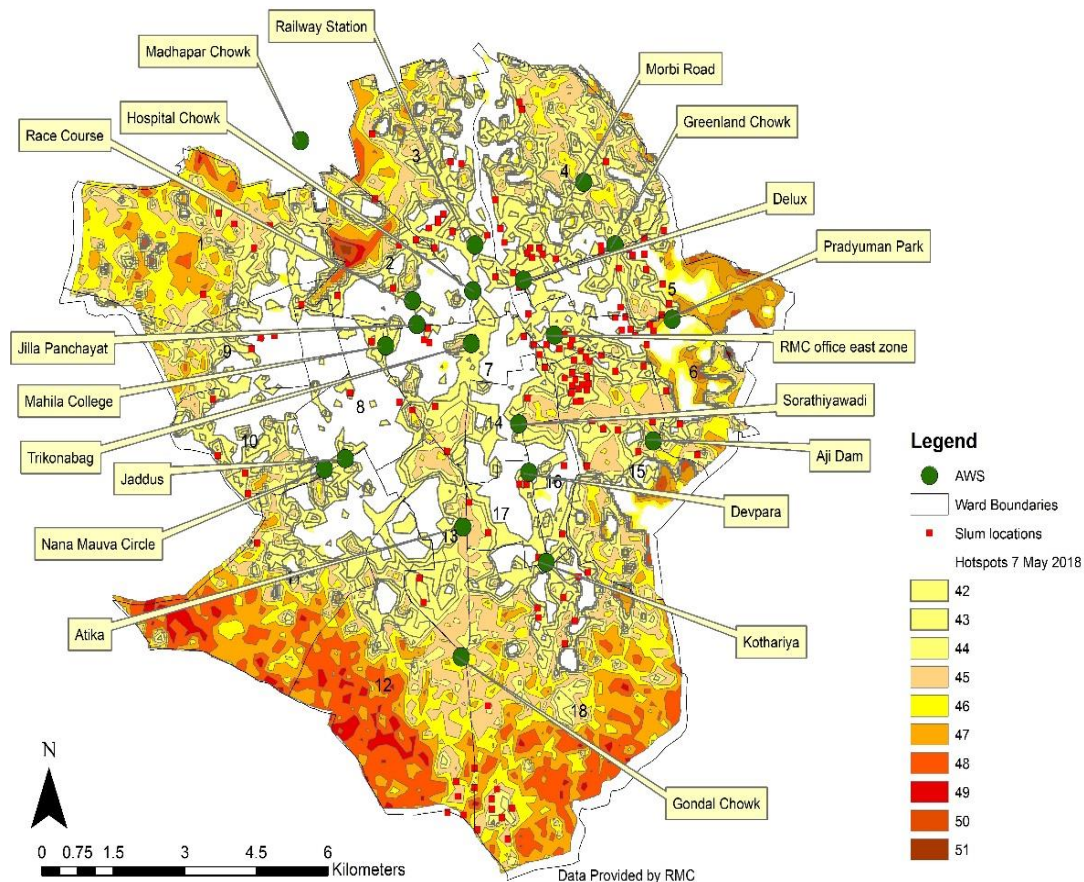 Railway Station
Madhapar Chowk
Morbi Road
Hospital Chowk
Greenland Chowk
Race Course
3
4
Delux
Pradyuman Park
1
2
5
Jilla Panchayat
9
RMC office east zone
6
7
Mahila College
8
Sorathiyawadi
14
10
Trikonabag
Aji Dam
15
Jaddus
16
Devpara
17
Nana Mauva Circle
13
Atika
Kothariya
12
18
Gondal Chowk
Legend
AWS
Ward Boundaries
Slum locations
Hotspots 7 May 2018
42
43
44
45
46
47
48
49
50
51
N
0 0.75 1.5 3 4.5 6
Kilometers
Data Provided by RMC